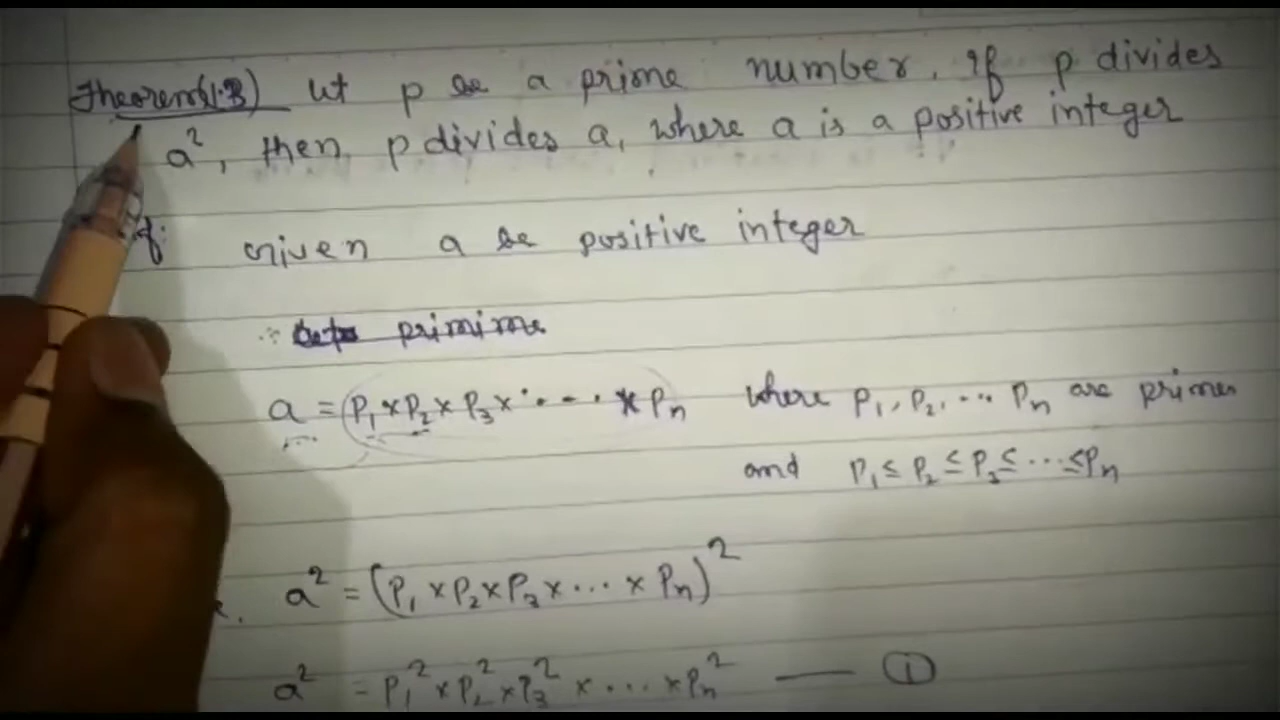 Theorem(1.3) Let p be a prime number. If p divides
a², then p divides a, where a is a positive integer
f: Given a be positive integer
∴ primime
a = P₁ × P₂ × P₃ × ···· × Pₙ where P₁, P₂, ··· Pₙ are primes
and P₁ ≤ P₂ ≤ P₃ ≤ ··· ≤ Pₙ
a² = (P₁ × P₂ × P₃ × ··· × Pₙ)²
a² = P₁² × P₂² × P₃² × ··· × Pₙ² —— ①